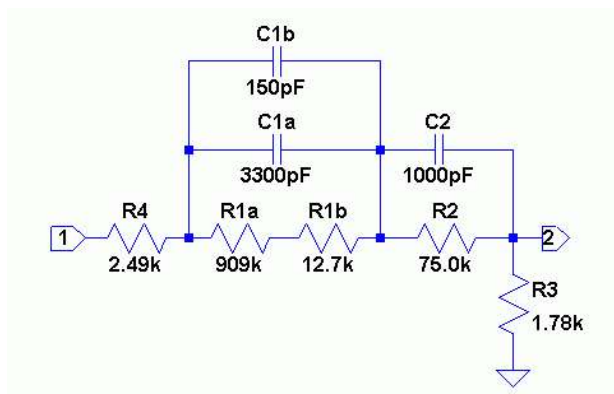 C1b
150pF
C1a
3300pF
C2
1000pF
1
R4
2.49k
R1a
909k
R1b
12.7k
R2
75.0k
2
R3
1.78k